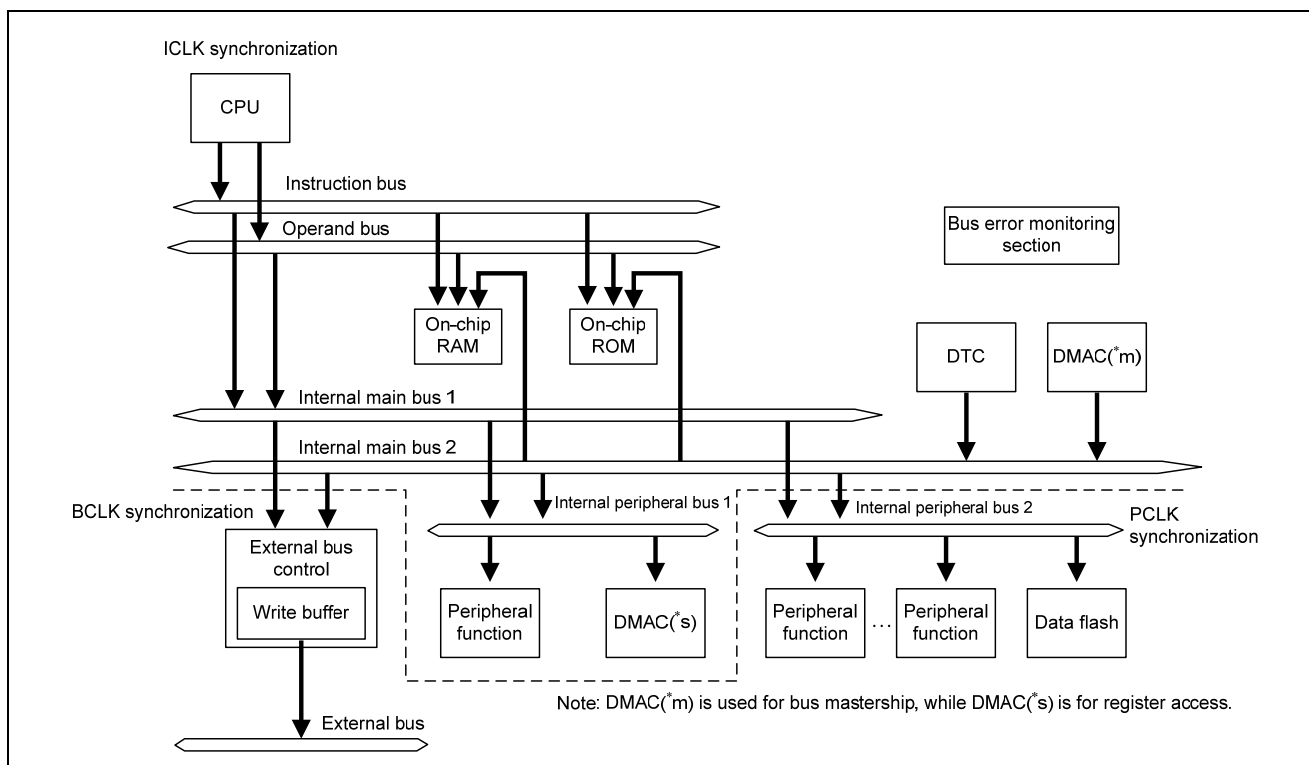 ICLK synchronization
CPU
Instruction bus
Operand bus
Bus error monitoring
section
On-chip
RAM
On-chip
ROM
DTC
DMAC(*m)
Internal main bus 1
Internal main bus 2
BCLK synchronization
Internal peripheral bus 1
Internal peripheral bus 2
PCLK
synchronization
External bus
control
Write buffer
Peripheral
function
DMAC(*s)
Peripheral
function
...
Peripheral
function
Data flash
Note: DMAC(*m) is used for bus mastership, while DMAC(*s) is for register access.
External bus